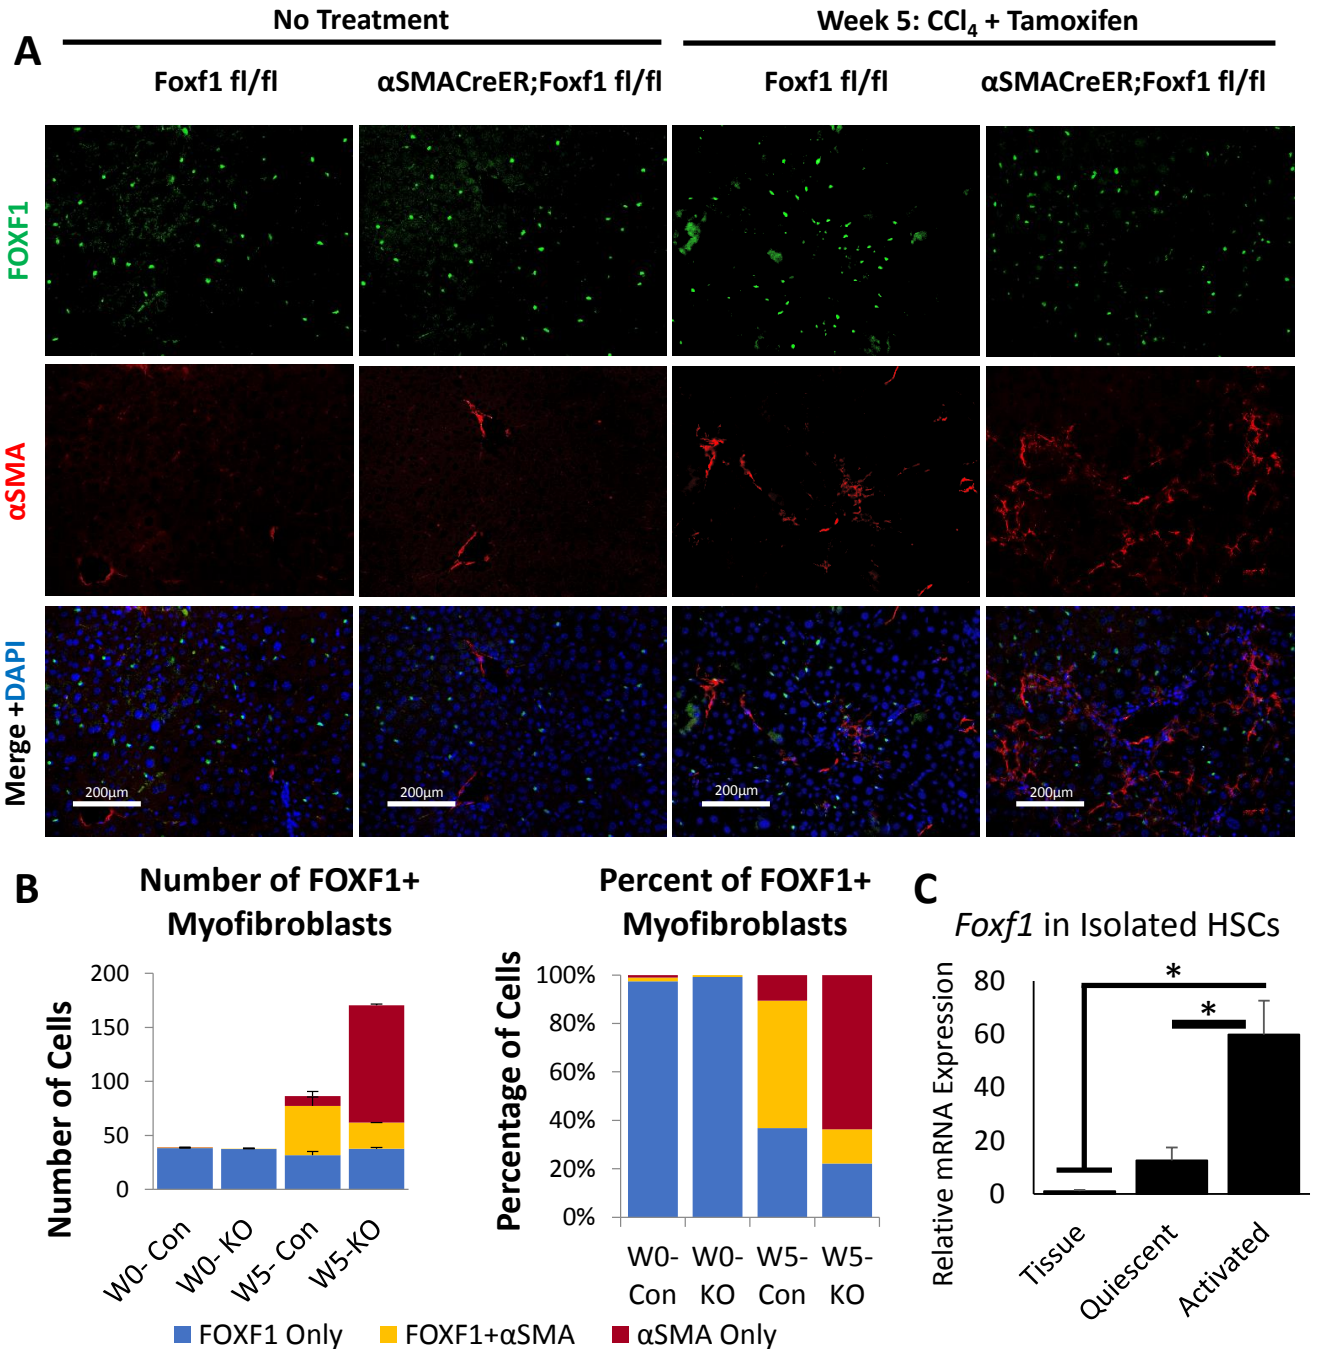 No Treatment
Week 5: CCl₄ + Tamoxifen
A
Foxf1 fl/fl
αSMACreER;Foxf1 fl/fl
Foxf1 fl/fl
αSMACreER;Foxf1 fl/fl
FOXF1
αSMA
Merge +DAPI
200μm
200μm
200μm
200μm
B
Number of FOXF1+
Myofibroblasts
Number of Cells
200
150
100
50
0
W0- Con
W0- KO
W5- Con
W5-KO
Percent of FOXF1+
Myofibroblasts
Percentage of Cells
100%
80%
60%
40%
20%
0%
W0-
Con
W0-
KO
W5-
Con
W5-
KO
FOXF1 Only
FOXF1+αSMA
αSMA Only
C
Foxf1 in Isolated HSCs
Relative mRNA Expression
80
60
40
20
0
*
*
Tissue
Quiescent
Activated